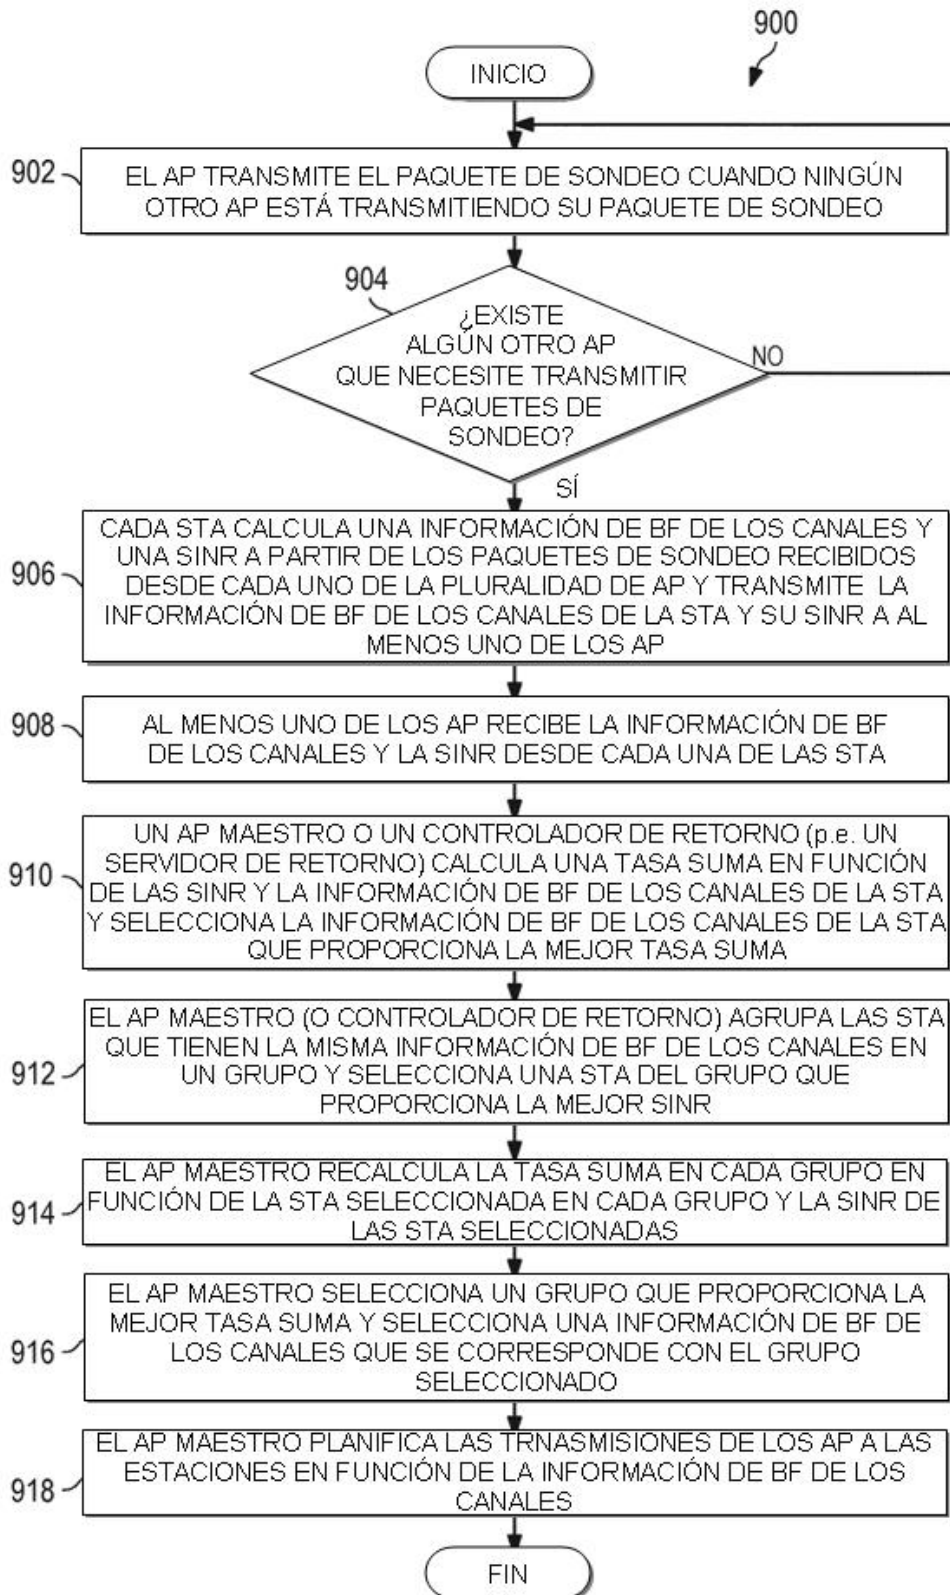 900
INICIO
902
EL AP TRANSMITE EL PAQUETE DE SONDEO CUANDO NINGÚN
OTRO AP ESTÁ TRANSMITIENDO SU PAQUETE DE SONDEO
904
¿EXISTE
ALGÚN OTRO AP
QUE NECESITE TRANSMITIR
PAQUETES DE
SONDEO?
NO
SÍ
906
CADA STA CALCULA UNA INFORMACIÓN DE BF DE LOS CANALES Y
UNA SINR A PARTIR DE LOS PAQUETES DE SONDEO RECIBIDOS
DESDE CADA UNO DE LA PLURALIDAD DE AP Y TRANSMITE LA
INFORMACIÓN DE BF DE LOS CANALES DE LA STA Y SU SINR A AL
MENOS UNO DE LOS AP
908
AL MENOS UNO DE LOS AP RECIBE LA INFORMACIÓN DE BF
DE LOS CANALES Y LA SINR DESDE CADA UNA DE LAS STA
910
UN AP MAESTRO O UN CONTROLADOR DE RETORNO (p.e. UN
SERVIDOR DE RETORNO) CALCULA UNA TASA SUMA EN FUNCIÓN
DE LAS SINR Y LA INFORMACIÓN DE BF DE LOS CANALES DE LA STA
Y SELECCIONA LA INFORMACIÓN DE BF DE LOS CANALES DE LA STA
QUE PROPORCIONA LA MEJOR TASA SUMA
912
EL AP MAESTRO (O CONTROLADOR DE RETORNO) AGRUPA LAS STA
QUE TIENEN LA MISMA INFORMACIÓN DE BF DE LOS CANALES EN
UN GRUPO Y SELECCIONA UNA STA DEL GRUPO QUE
PROPORCIONA LA MEJOR SINR
914
EL AP MAESTRO RECALCULA LA TASA SUMA EN CADA GRUPO EN
FUNCIÓN DE LA STA SELECCIONADA EN CADA GRUPO Y LA SINR DE
LAS STA SELECCIONADAS
916
EL AP MAESTRO SELECCIONA UN GRUPO QUE PROPORCIONA LA
MEJOR TASA SUMA Y SELECCIONA UNA INFORMACIÓN DE BF DE
LOS CANALES QUE SE CORRESPONDE CON EL GRUPO
SELECCIONADO
918
EL AP MAESTRO PLANIFICA LAS TRNASMISIONES DE LOS AP A LAS
ESTACIONES EN FUNCIÓN DE LA INFORMACIÓN DE BF DE LOS
CANALES
FIN